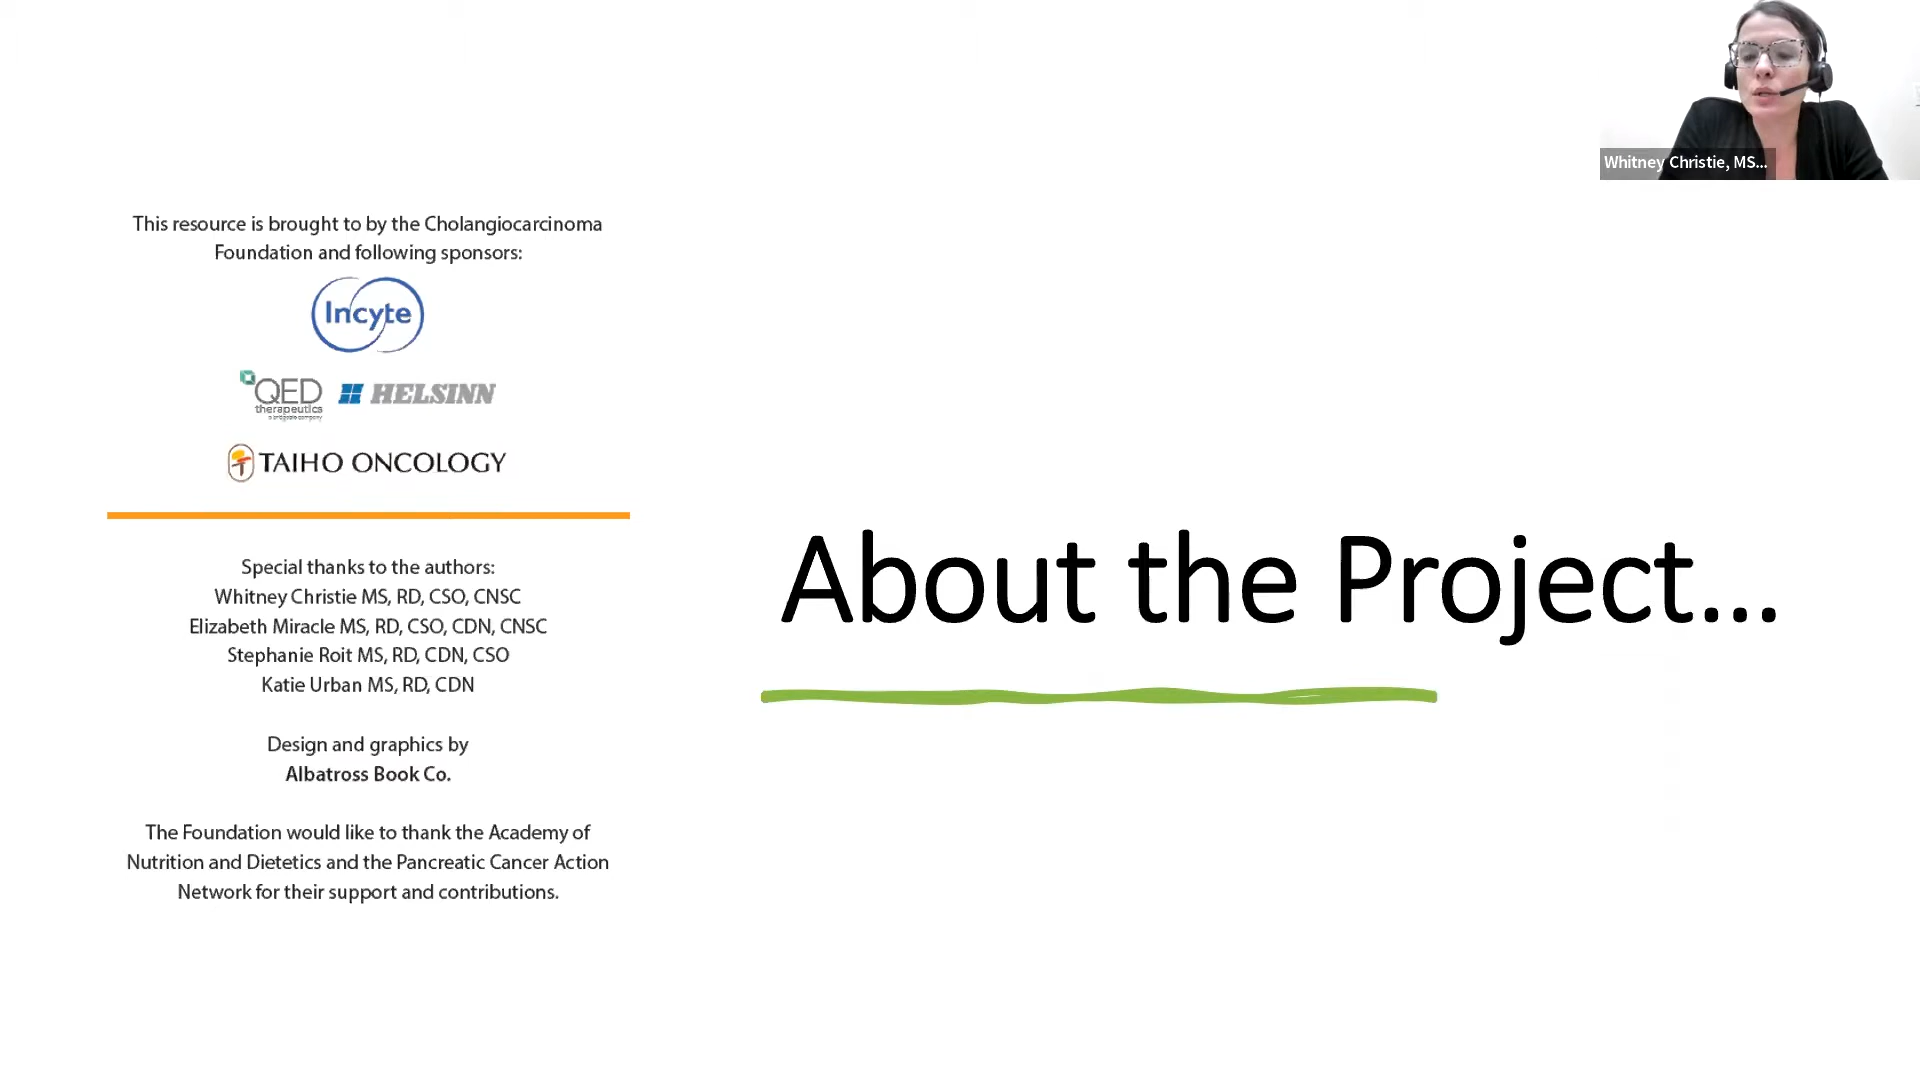 Whitney Christie, MS...
This resource is brought to by the Cholangiocarcinoma
Foundation and following sponsors:
Incyte
QED
therapeutics
HELSINN
TAIHO ONCOLOGY
Special thanks to the authors:
Whitney Christie MS, RD, CSO, CNSC
Elizabeth Miracle MS, RD, CSO, CDN, CNSC
Stephanie Roit MS, RD, CDN, CSO
Katie Urban MS, RD, CDN
Design and graphics by
Albatross Book Co.
The Foundation would like to thank the Academy of
Nutrition and Dietetics and the Pancreatic Cancer Action
Network for their support and contributions.
About the Project...